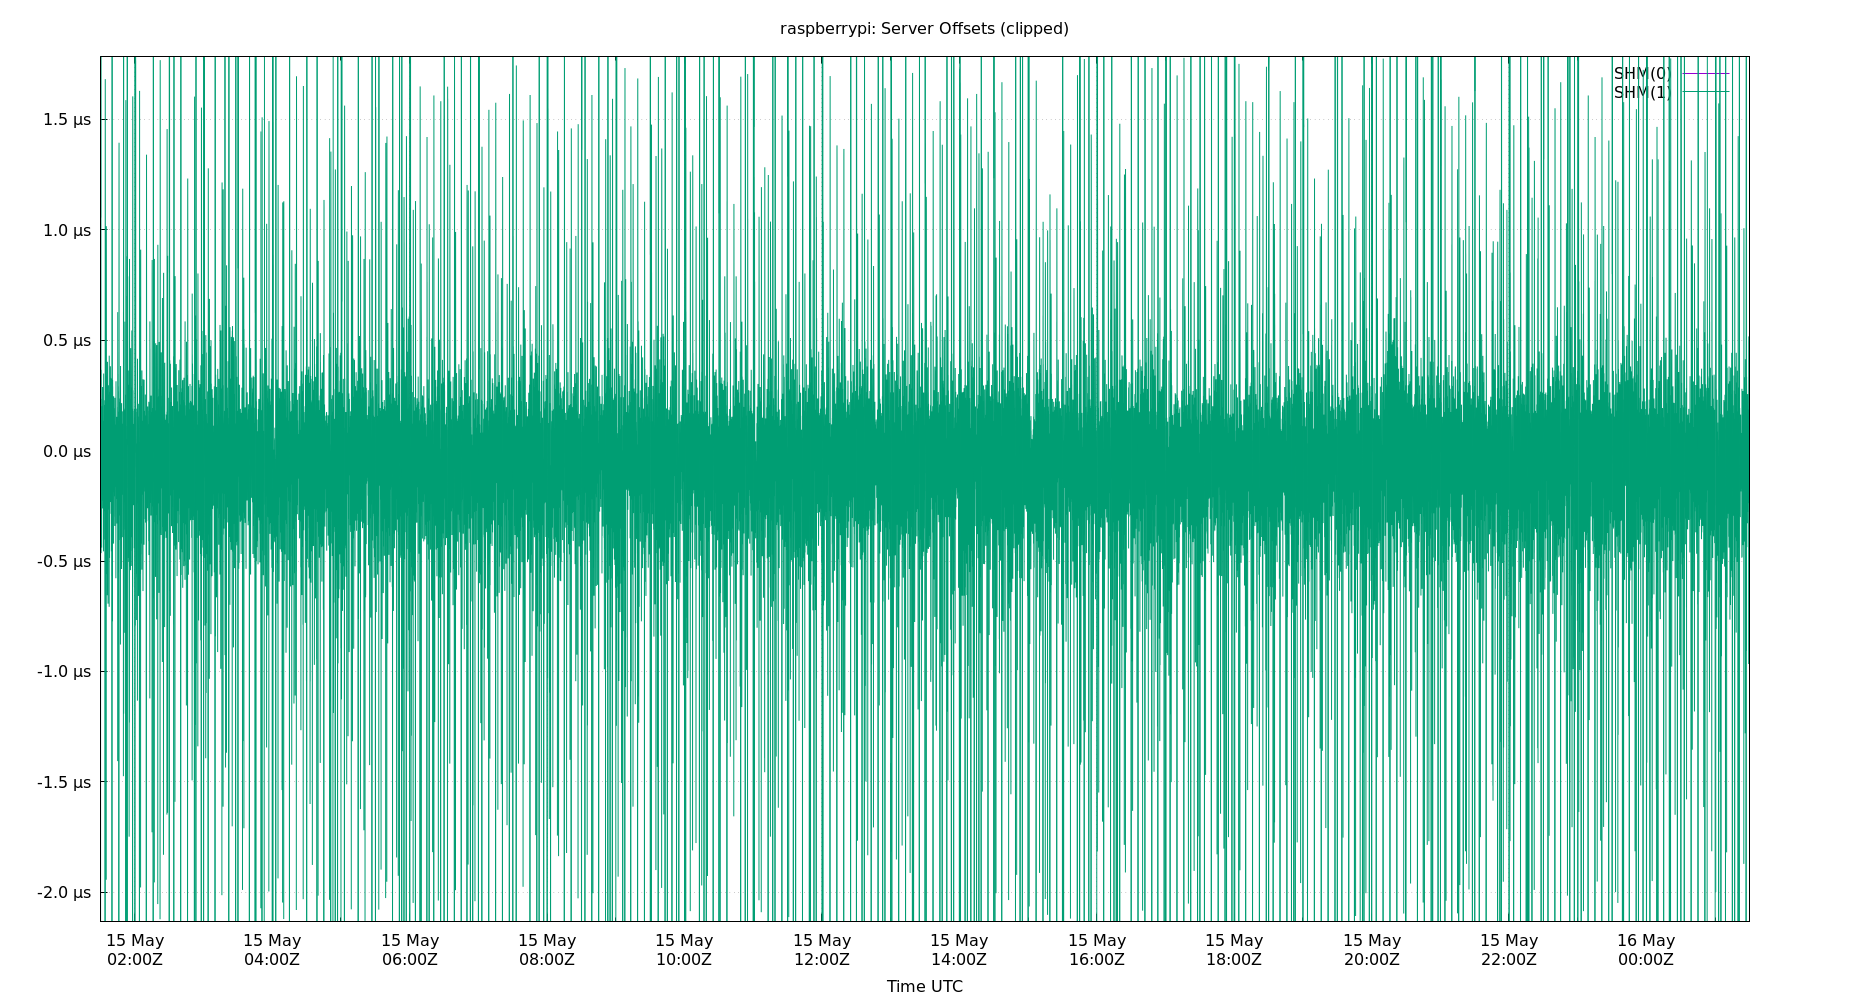 raspberrypi: Server Offsets (clipped)
SHM(0)
SHM(1)
1.5 µs
1.0 µs
0.5 µs
0.0 µs
-0.5 µs
-1.0 µs
-1.5 µs
-2.0 µs
15 May 15 May 15 May 15 May 15 May 15 May 15 May 15 May 15 May 15 May 15 May 16 May
02:00Z 04:00Z 06:00Z 08:00Z 10:00Z 12:00Z 14:00Z 16:00Z 18:00Z 20:00Z 22:00Z 00:00Z
Time UTC